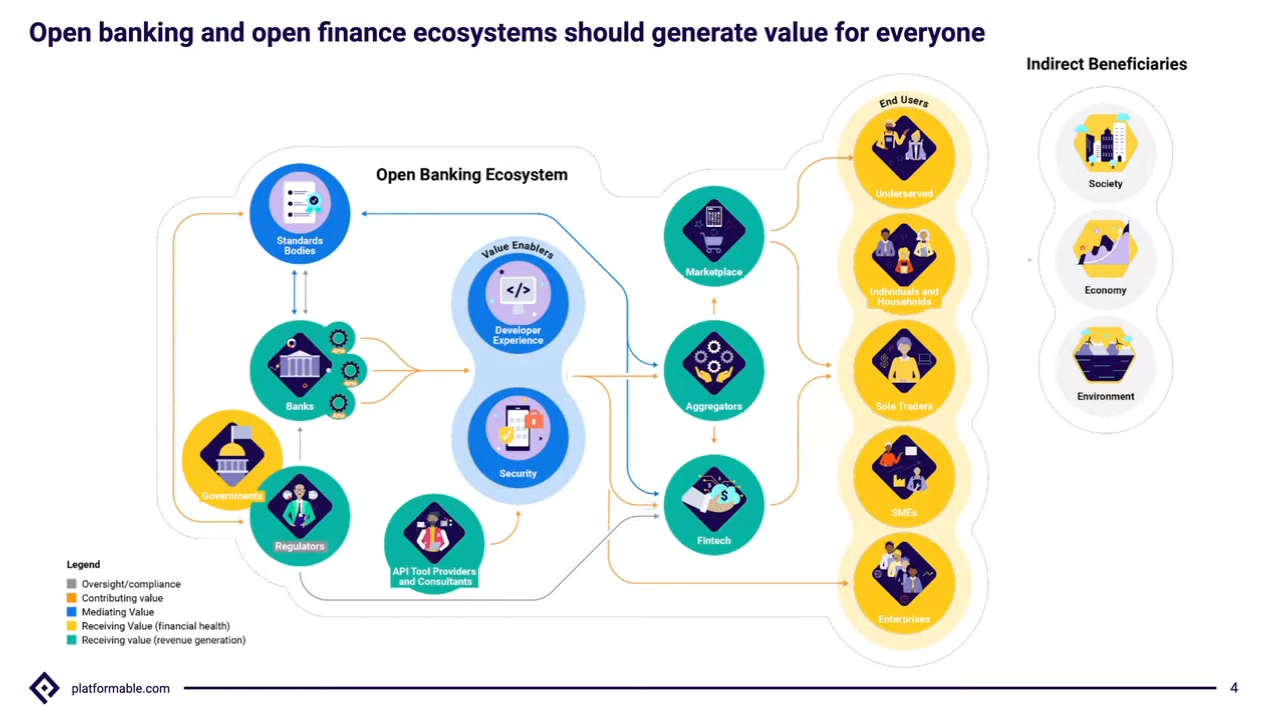 Open banking and open finance ecosystems should generate value for everyone
Indirect Beneficiaries
End Users
Underserved
Society
Open Banking Ecosystem
Standards
Bodies
Value Enablers
</>
Developer
Experience
Marketplace
Individuals and
Households
Economy
Banks
APIs
APIs
APIs
Aggregators
Sole Traders
Environment
Governments
Security
SMEs
Regulators
API Tool Providers
and Consultants
$
Fintech
Enterprises
Legend
Oversight/compliance
Contributing value
Mediating Value
Receiving Value (financial health)
Receiving value (revenue generation)
platformable.com
4